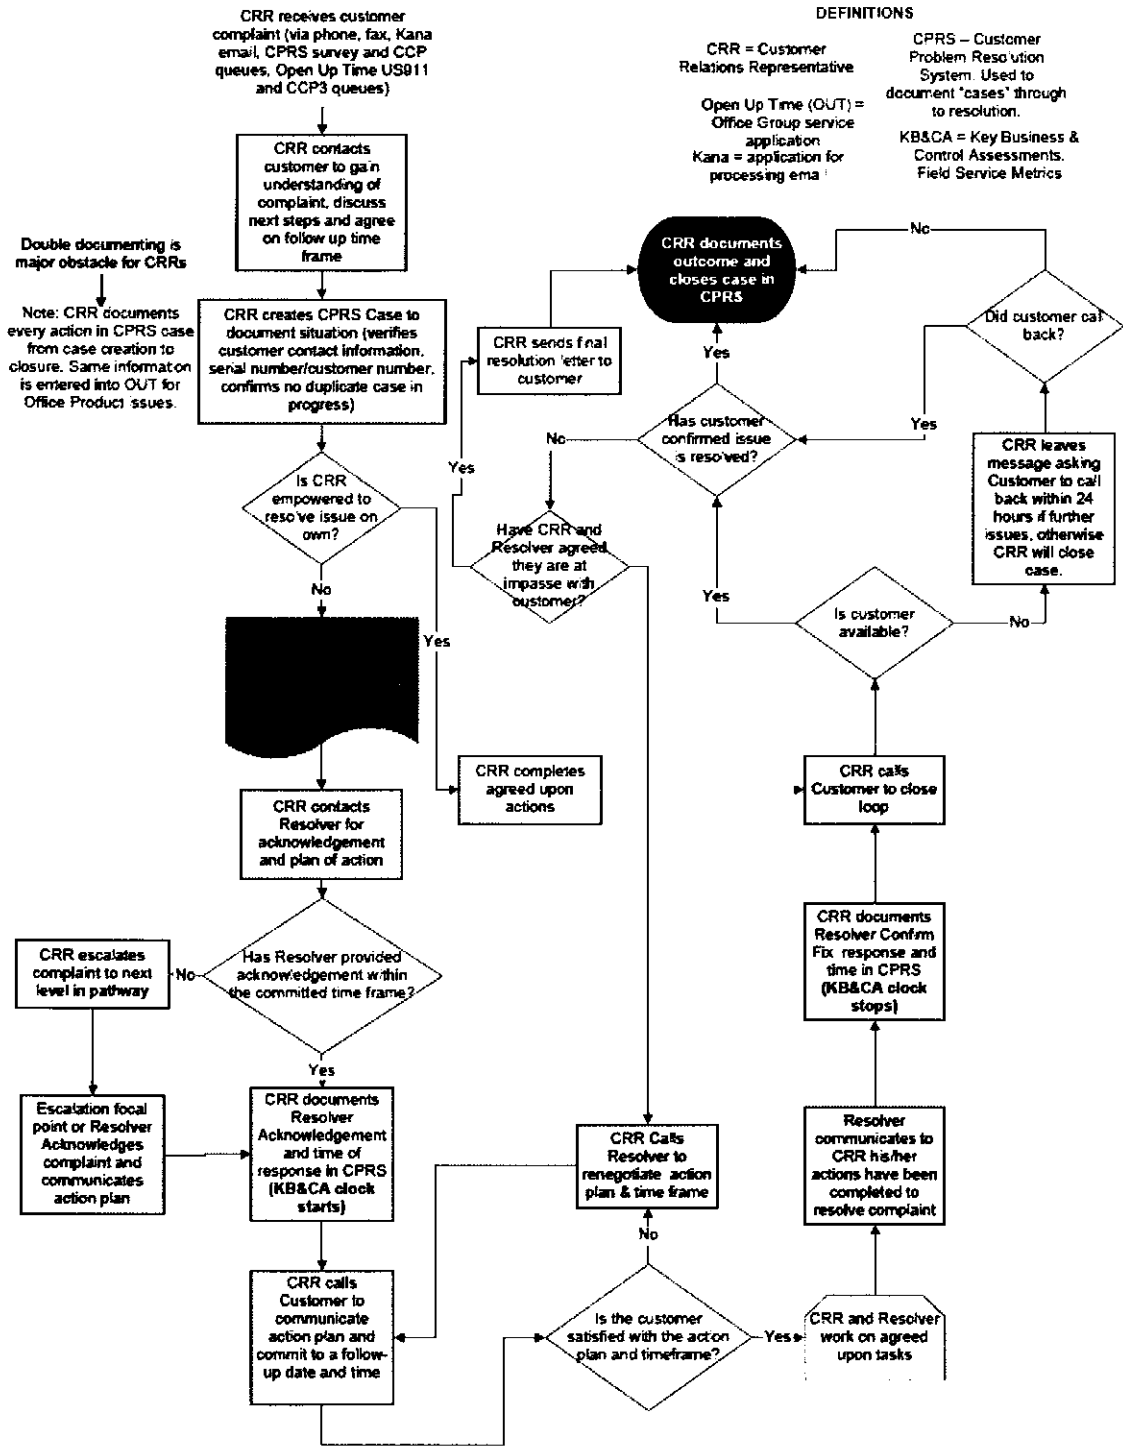 CRR receives customer
complaint (via phone, fax, Kana
email, CPRS survey and CCP
queues, Open Up Time US911
and CCP3 queues)
DEFINITIONS
CRR = Customer
Relations Representative
Open Up Time (OUT) =
Office Group service
application
Kana = application for
processing email
CPRS – Customer
Problem Resolution
System. Used to
document "cases" through
to resolution.
KB&CA = Key Business &
Control Assessments.
Field Service Metrics
CRR contacts
customer to gain
understanding of
complaint, discuss
next steps and agree
on follow up time
frame
Double documenting is
major obstacle for CRRs
Note: CRR documents
every action in CPRS case
from case creation to
closure. Same information
is entered into OUT for
Office Product issues.
CRR creates CPRS Case to
document situation (verifies
customer contact information,
serial number/customer number,
confirms no duplicate case in
progress)
CRR sends final
resolution letter to
customer
CRR documents
outcome and
closes case in
CPRS
No
Did customer call
back?
Yes
Yes
Has customer
confirmed issue
is resolved?
No
Yes
CRR leaves
message asking
Customer to call
back within 24
hours if further
issues, otherwise
CRR will close
case.
Is CRR
empowered to
resolve issue on
own?
No
Yes
Have CRR and
Resolver agreed
they are at
impasse with
customer?
Yes
Is customer
available?
No
CRR completes
agreed upon
actions
CRR calls
Customer to close
loop
CRR contacts
Resolver for
acknowledgement
and plan of action
CRR documents
Resolver Confirm
Fix response and
time in CPRS
(KB&CA clock
stops)
CRR escalates
complaint to next
level in pathway
No
Has Resolver provided
acknowledgement within
the committed time frame?
Yes
Escalation focal
point or Resolver
Acknowledges
complaint and
communicates
action plan
CRR documents
Resolver
Acknowledgement
and time of
response in CPRS
(KB&CA clock
starts)
CRR Calls
Resolver to
renegotiate action
plan & time frame
Resolver
communicates to
CRR his/her
actions have been
completed to
resolve complaint
No
CRR calls
Customer to
communicate
action plan and
commit to a follow-
up date and time
Is the customer
satisfied with the action
plan and timeframe?
Yes
CRR and Resolver
work on agreed
upon tasks